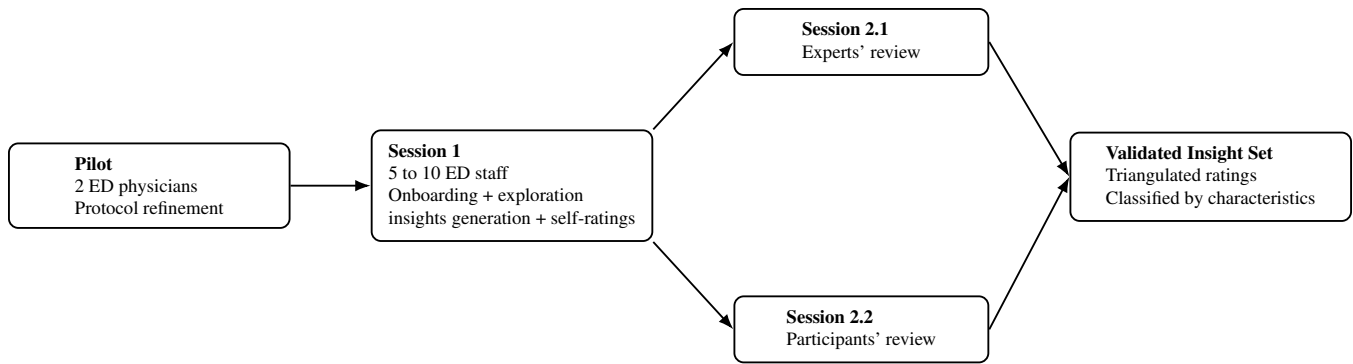 Pilot
2 ED physicians
Protocol refinement
Session 1
5 to 10 ED staff
Onboarding + exploration
insights generation + self-ratings
Session 2.1
Experts’ review
Session 2.2
Participants’ review
Validated Insight Set
Triangulated ratings
Classified by characteristics